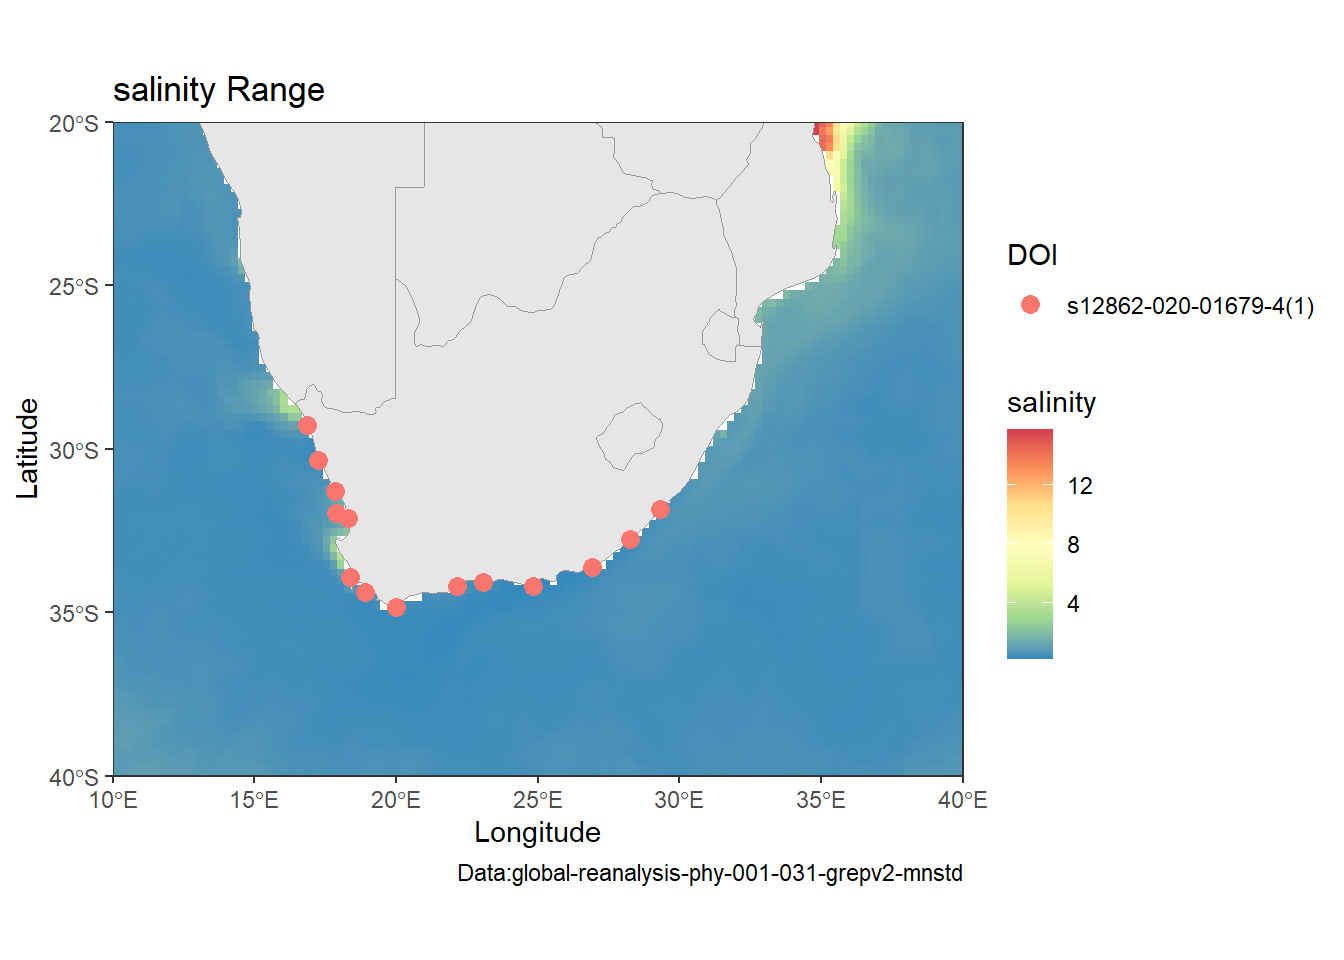 salinity Range
20°S
25°S
30°S
35°S
40°S
Latitude
10°E
15°E
20°E
25°E
30°E
35°E
40°E
Longitude
Data:global-reanalysis-phy-001-031-grepv2-mnstd
DOI
s12862-020-01679-4(1)
salinity
12
8
4